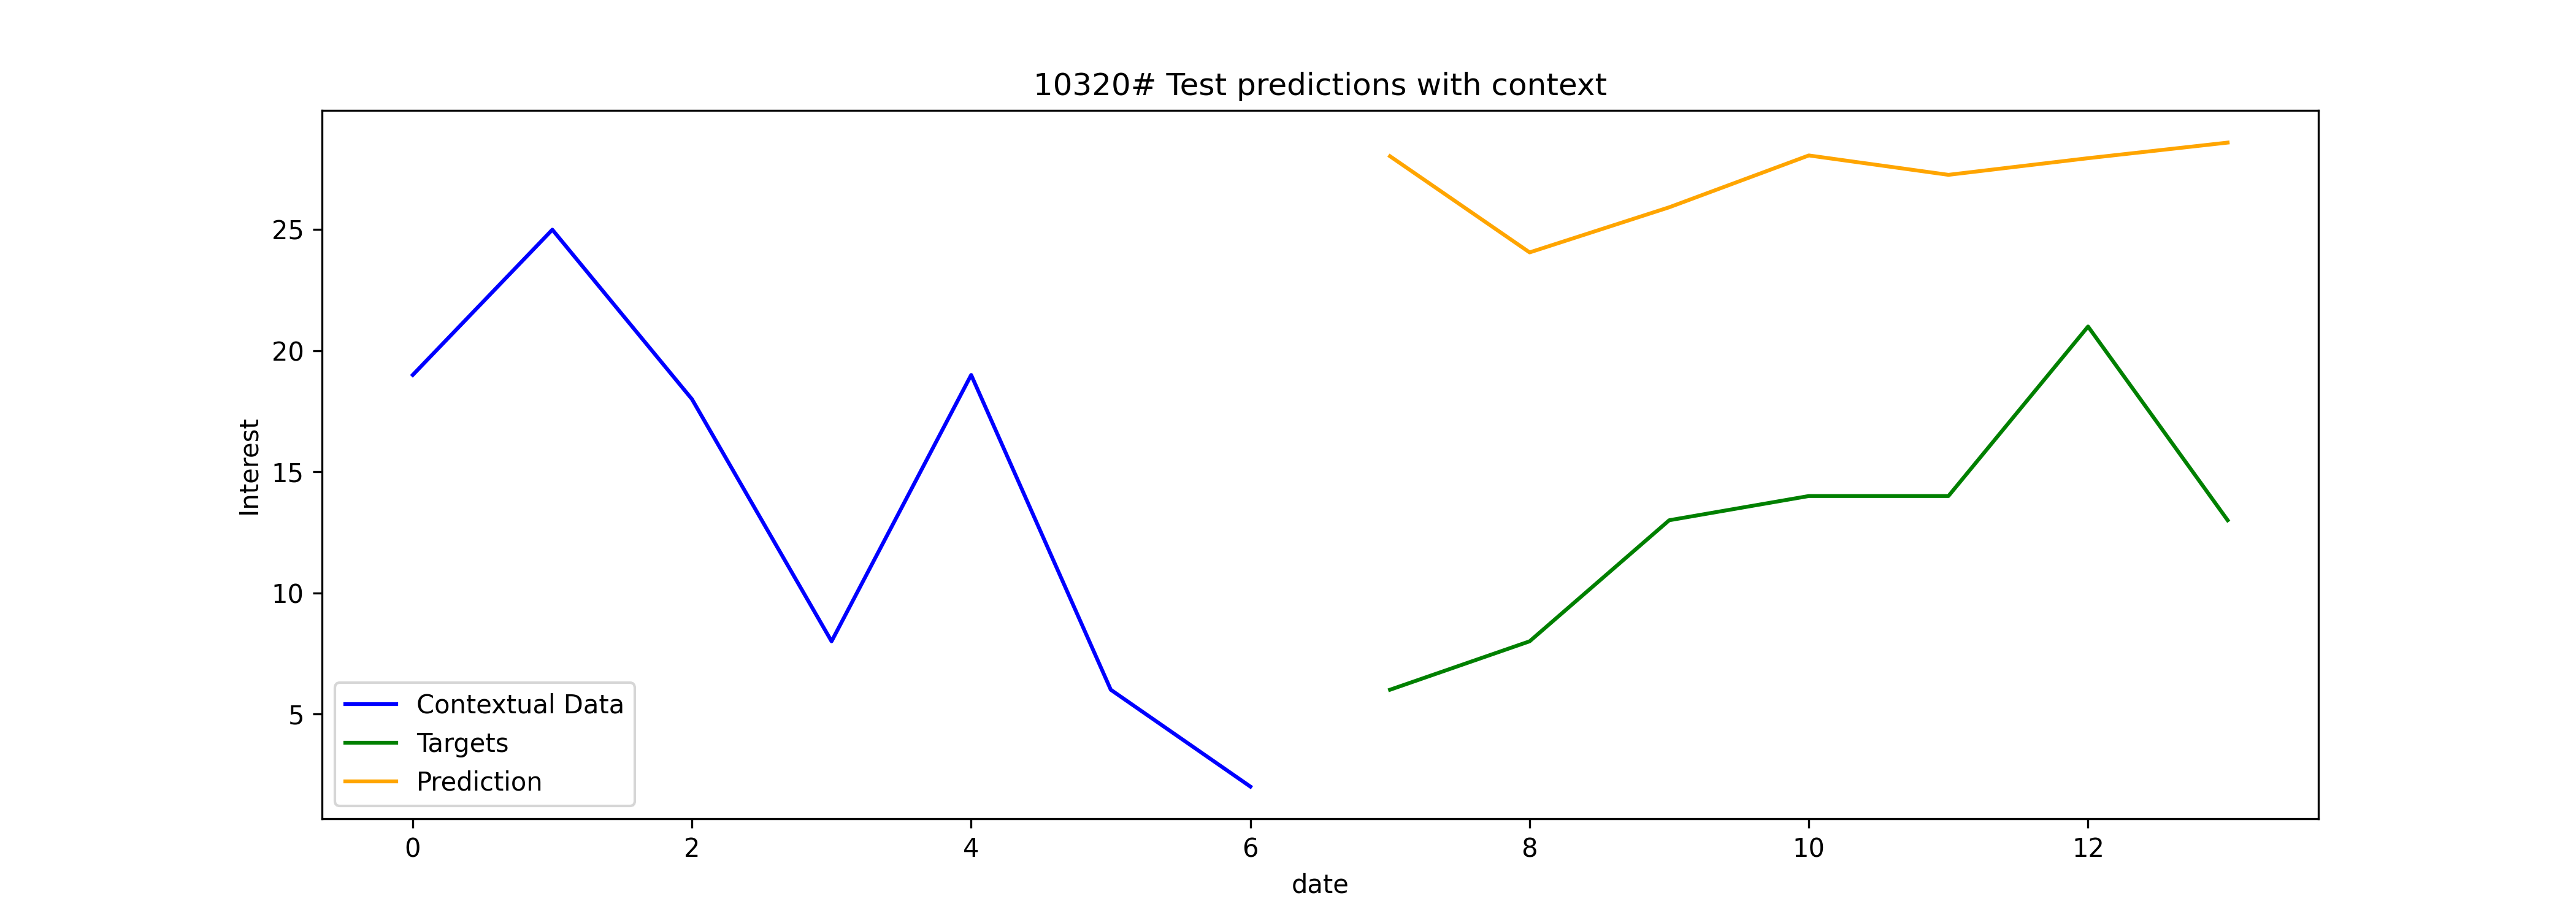 10320# Test predictions with context
Interest
25
20
15
10
5
Contextual Data
Targets
Prediction
0 2 4 6 8 10 12
date